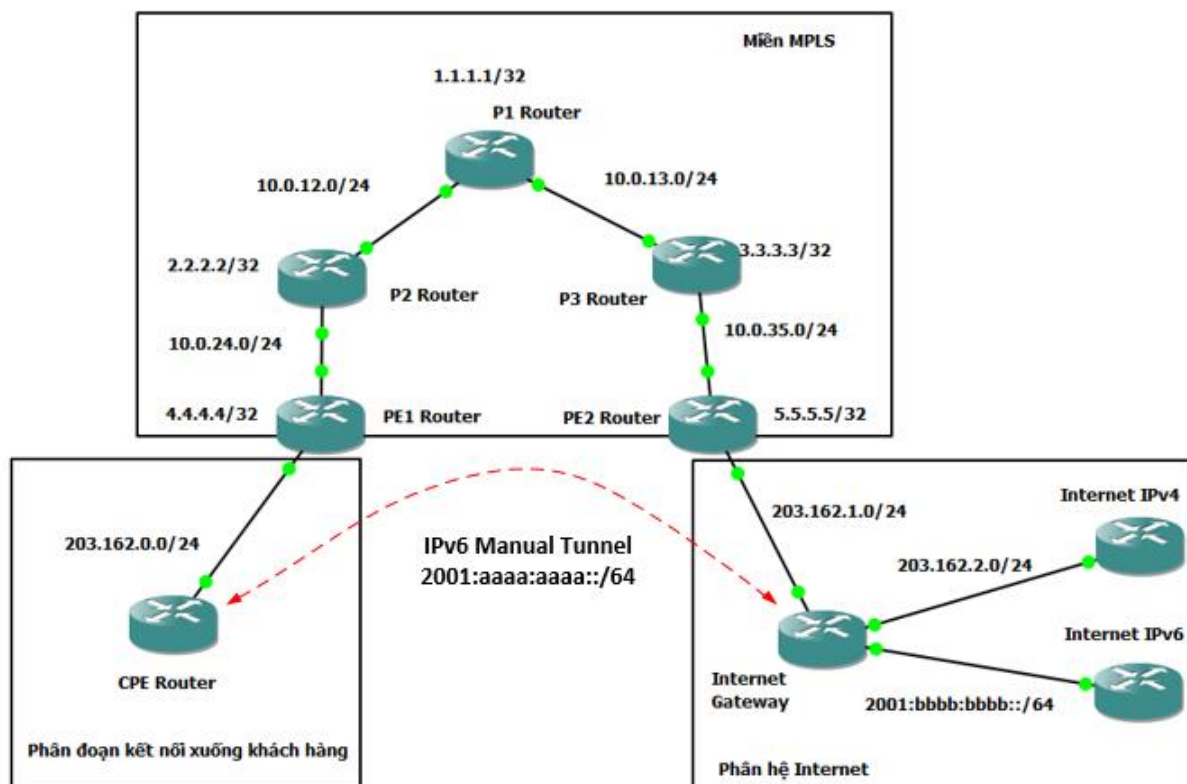 Miền MPLS
1.1.1.1/32
P1 Router
10.0.12.0/24
10.0.13.0/24
2.2.2.2/32
3.3.3.3/32
P2 Router
P3 Router
10.0.24.0/24
10.0.35.0/24
4.4.4.4/32
PE1 Router
PE2 Router
5.5.5.5/32
203.162.0.0/24
IPv6 Manual Tunnel
2001:aaaa:aaaa::/64
203.162.1.0/24
Internet IPv4
203.162.2.0/24
Internet IPv6
CPE Router
Internet
Gateway
2001:bbbb:bbbb::/64
Phân đoạn kết nối xuống khách hàng
Phân hệ Internet